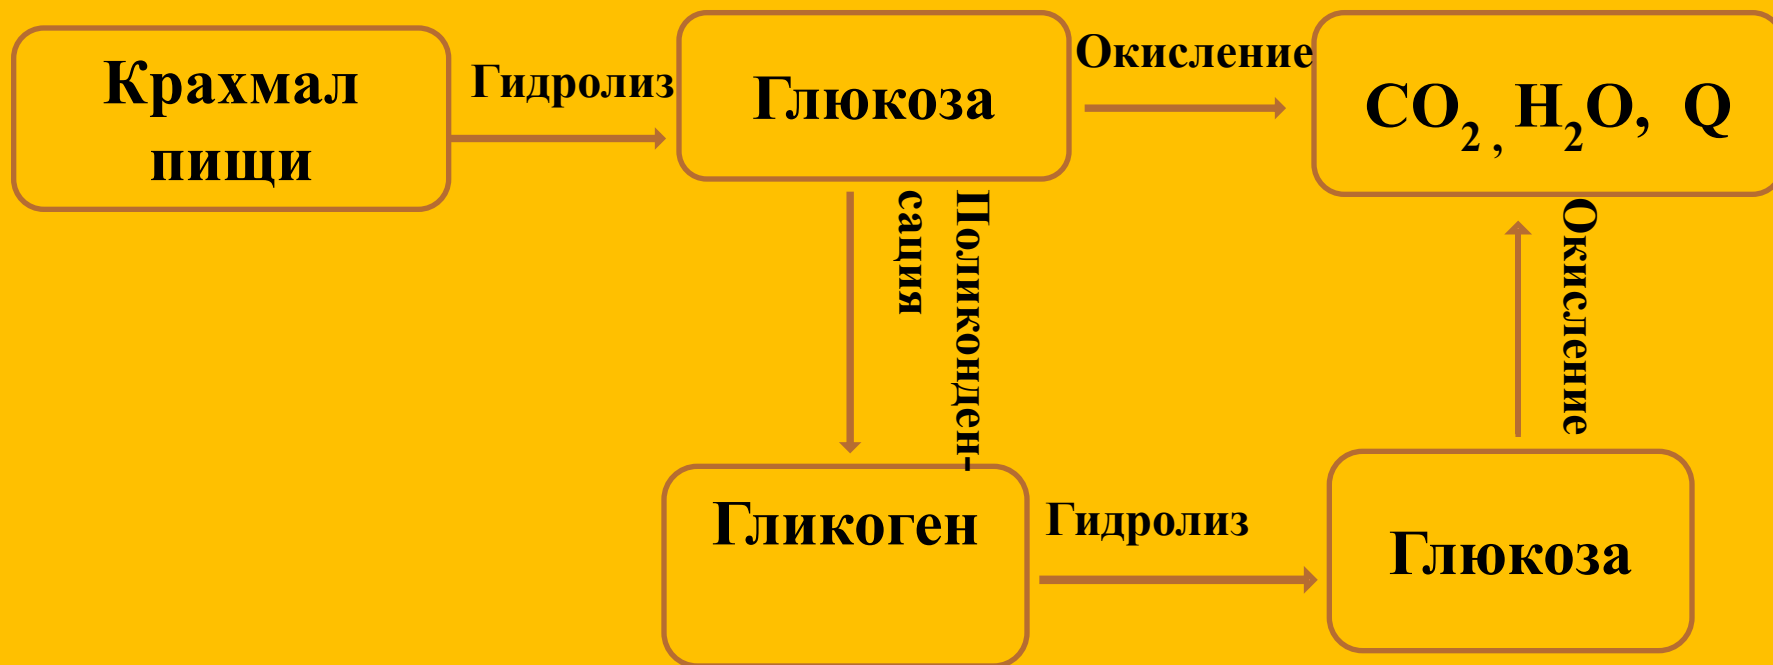 Крахмал
пищи
Гидролиз
Глюкоза
Окисление
CO2, H2O, Q
Поликонден-
сация
Окисление
Гликоген
Гидролиз
Глюкоза